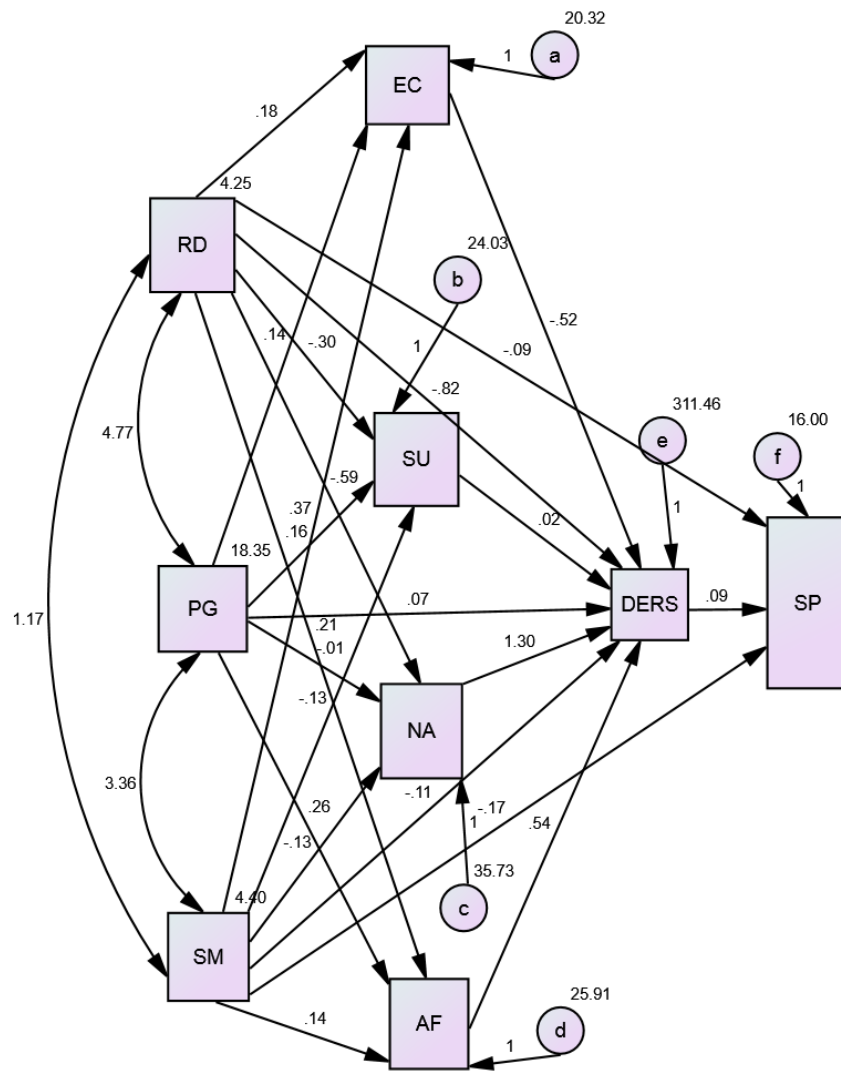 20.32
a
1
EC
.18
4.25
RD
24.03
b
-.52
.14
-.30
1
-.09
-.82
4.77
311.46
SU
e
16.00
f
-.59
1
.37
.16
1
.02
18.35
PG
.07
DERS
.09
SP
1.17
.21
-.01
1.30
-.13
NA
3.36
-.11
.26
1
-.17
.54
-.13
35.73
4.40
c
SM
25.91
AF
d
.14
1